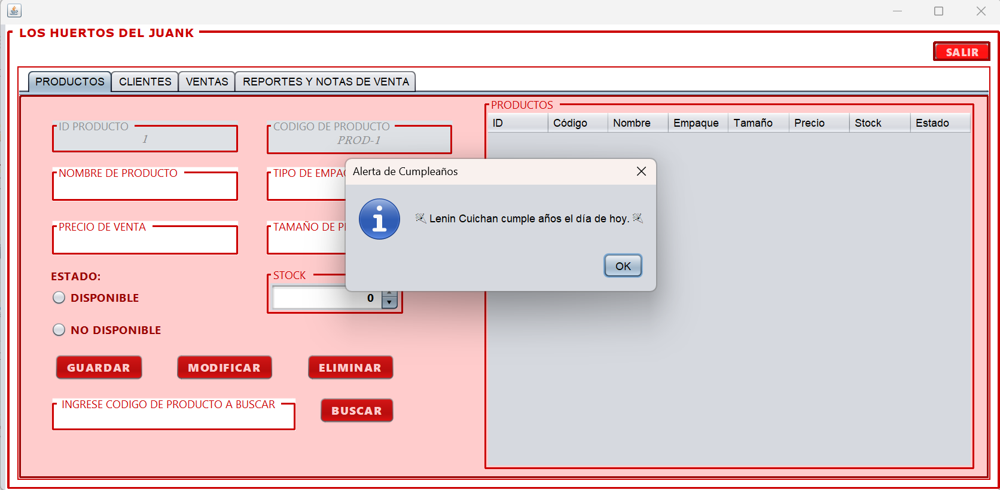 LOS HUERTOS DEL JUANK
SALIR
PRODUCTOS CLIENTES VENTAS REPORTES Y NOTAS DE VENTA
ID PRODUCTO
1
CODIGO DE PRODUCTO
PROD-1
NOMBRE DE PRODUCTO
TIPO DE
PRECIO DE VENTA
TAMAÑO DE
ESTADO:
DISPONIBLE
NO DISPONIBLE
STOCK
0
GUARDAR MODIFICAR ELIMINAR
INGRESE CODIGO DE PRODUCTO A BUSCAR
BUSCAR
PRODUCTOS
ID Código Nombre Empaque Tamaño Precio Stock Estado
Alerta de Cumpleaños
Lenin Cuichan cumple años el día de hoy.
OK